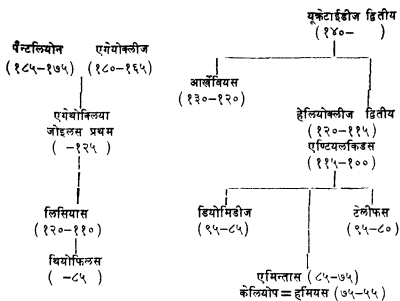 यूक्रेटाईडीज द्वितीय
(१४०- )
पैन्टलियोन एगेथोक्लीज
(१८५-१७५) (१८०-१६५)
आर्खेबियस
(१३०-१२०)
एगेथोक्लिया
जोइलस प्रथम
( -१२५)
हेलियोक्लीज द्वितीय
(१२०-११५)
एण्टियलकिडस
(११५-१००)
लिसियास
(१२०-११०)
थियोफिलस
( -८५)
डियोमिडीज
(९५-८५)
टेलीफस
(९५-८०)
एमिन्तास (८५-७५)
केलियोप = हर्मियस (७५-५५)